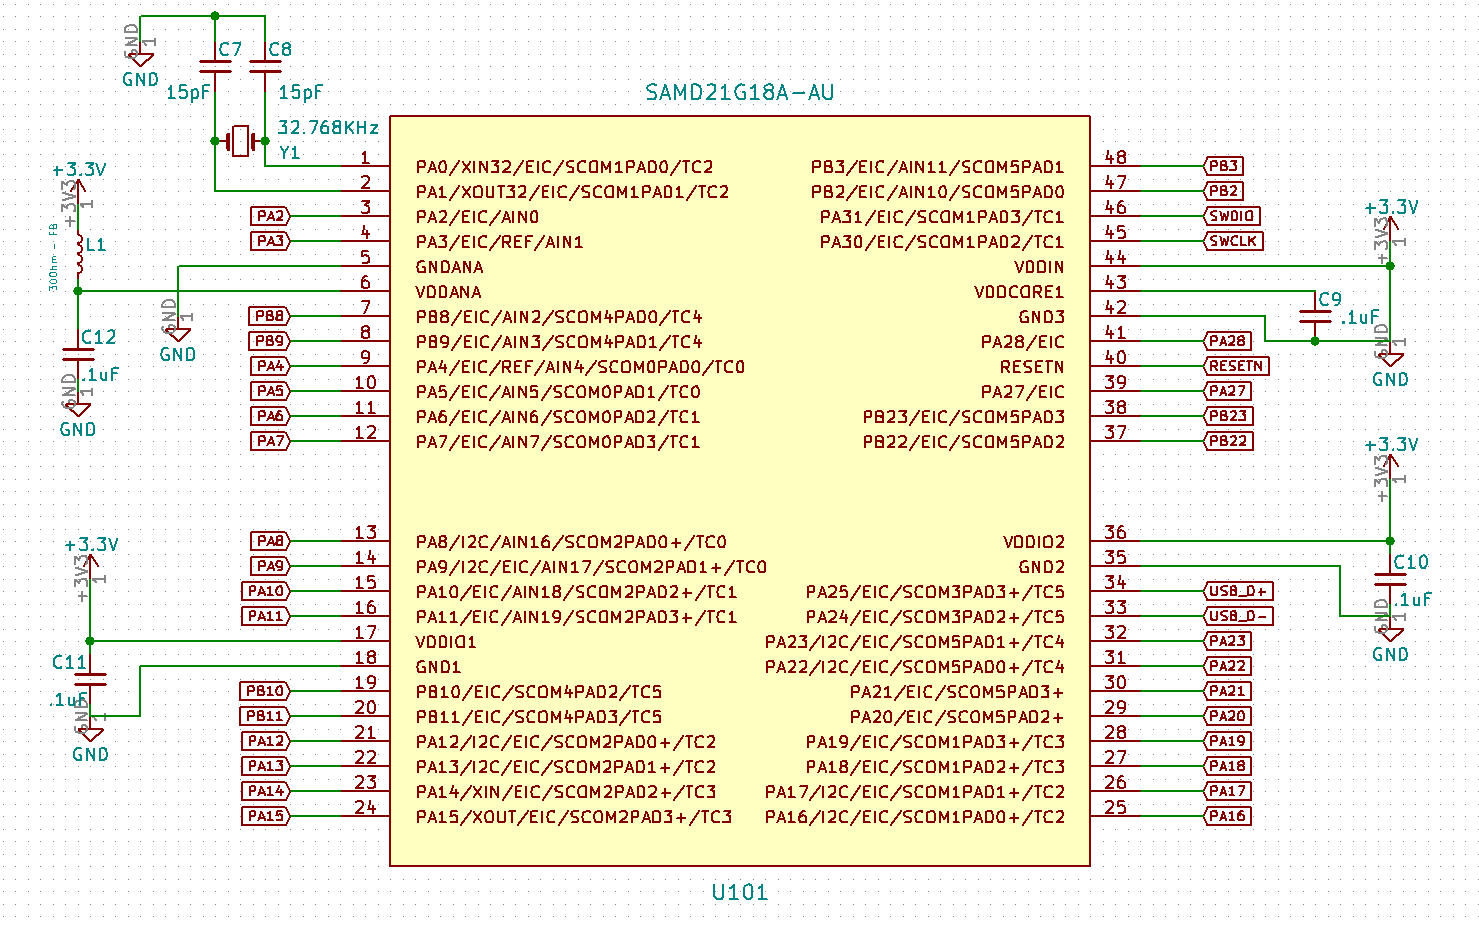 GND
1
GND
C7
C8
15pF
15pF
32.768KHz
Y1
SAMD21G18A-AU
+3.3V
+3V3
1
300hm - FB
L1
C12
.1uF
GND
1
GND
GND
1
GND
1 PA0/XIN32/EIC/SCOM1PAD0/TC2
2 PA1/XOUT32/EIC/SCOM1PAD1/TC2
PA2 3 PA2/EIC/AIN0
PA3 4 PA3/EIC/REF/AIN1
5 GNDANA
6 VDDANA
PB8 7 PB8/EIC/AIN2/SCOM4PAD0/TC4
PB9 8 PB9/EIC/AIN3/SCOM4PAD1/TC4
PA4 9 PA4/EIC/REF/AIN4/SCOM0PAD0/TC0
PA5 10 PA5/EIC/AIN5/SCOM0PAD1/TC0
PA6 11 PA6/EIC/AIN6/SCOM0PAD2/TC1
PA7 12 PA7/EIC/AIN7/SCOM0PAD3/TC1
PA8 13 PA8/I2C/AIN16/SCOM2PAD0+/TC0
PA9 14 PA9/I2C/EIC/AIN17/SCOM2PAD1+/TC0
PA10 15 PA10/EIC/AIN18/SCOM2PAD2+/TC1
PA11 16 PA11/EIC/AIN19/SCOM2PAD3+/TC1
17 VDDIO1
18 GND1
PB10 19 PB10/EIC/SCOM4PAD2/TC5
PB11 20 PB11/EIC/SCOM4PAD3/TC5
PA12 21 PA12/I2C/EIC/SCOM2PAD0+/TC2
PA13 22 PA13/I2C/EIC/SCOM2PAD1+/TC2
PA14 23 PA14/XIN/EIC/SCOM2PAD2+/TC3
PA15 24 PA15/XOUT/EIC/SCOM2PAD3+/TC3
+3.3V
+3V3
1
C11
.1uF
GND
1
GND
PB3/EIC/AIN11/SCOM5PAD1 48 PB3
PB2/EIC/AIN10/SCOM5PAD0 47 PB2
PA31/EIC/SCOM1PAD3/TC1 46 SWDIO
PA30/EIC/SCOM1PAD2/TC1 45 SWCLK
VDDIN 44
VDDCORE1 43
GND3 42
PA28/EIC 41 PA28
RESETN 40 RESETN
PA27/EIC 39 PA27
PB23/EIC/SCOM5PAD3 38 PB23
PB22/EIC/SCOM5PAD2 37 PB22
VDDIO2 36
GND2 35
PA25/EIC/SCOM3PAD3+/TC5 34 USB_D+
PA24/EIC/SCOM3PAD2+/TC5 33 USB_D-
PA23/I2C/EIC/SCOM5PAD1+/TC4 32 PA23
PA22/I2C/EIC/SCOM5PAD0+/TC4 31 PA22
PA21/EIC/SCOM5PAD3+ 30 PA21
PA20/EIC/SCOM5PAD2+ 29 PA20
PA19/EIC/SCOM1PAD3+/TC3 28 PA19
PA18/EIC/SCOM1PAD2+/TC3 27 PA18
PA17/I2C/EIC/SCOM1PAD1+/TC2 26 PA17
PA16/I2C/EIC/SCOM1PAD0+/TC2 25 PA16
+3.3V
+3V3
1
C9
.1uF
GND
1
GND
+3.3V
+3V3
1
C10
.1uF
GND
1
GND
U101